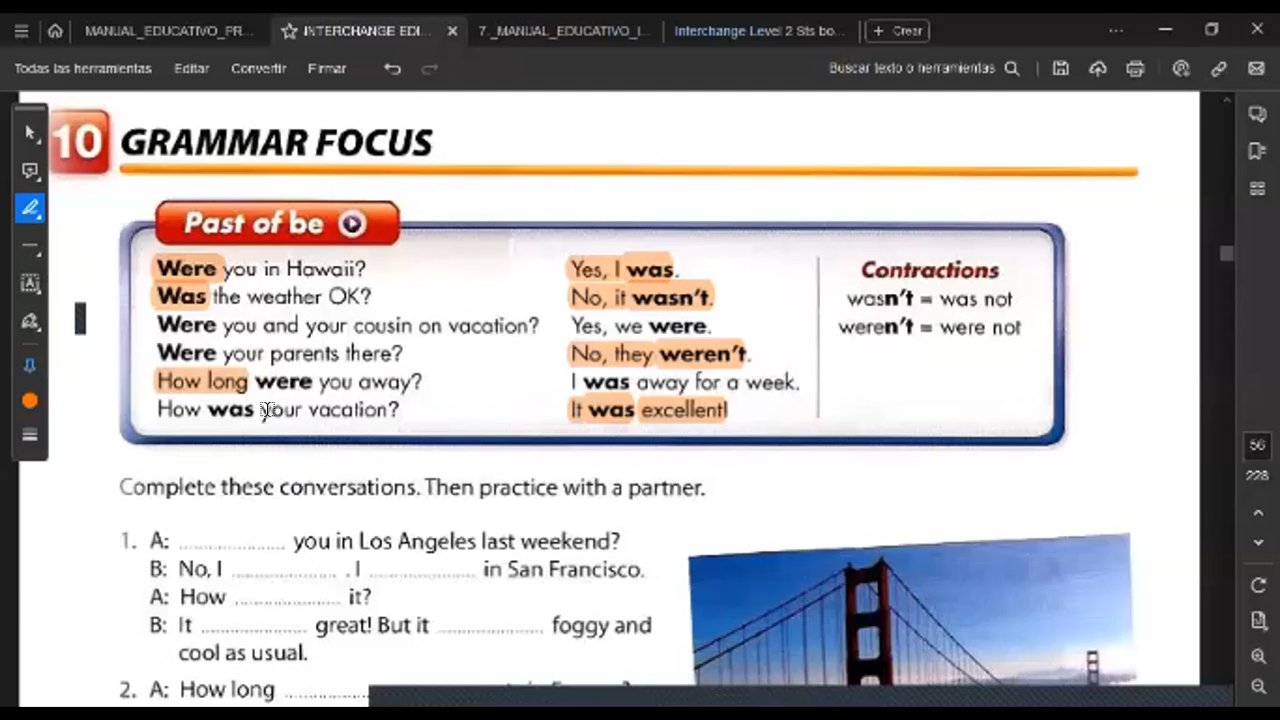 MANUAL_EDUCATIVO_PR... INTERCHANGE EDI... 7._MANUAL_EDUCATIVO_I... Interchange Level 2 Sts bo... + Crear
Todas las herramientas Editar Convertir Firmar Buscar texto o herramientas
10 GRAMMAR FOCUS
Past of be
Were you in Hawaii? Yes, I was. Contractions
Was the weather OK? No, it wasn't. wasn't = was not
Were you and your cousin on vacation? Yes, we were. weren't = were not
Were your parents there? No, they weren't.
How long were you away? I was away for a week.
How was your vacation? It was excellent!
56
228
Complete these conversations. Then practice with a partner.
1. A: .................... you in Los Angeles last weekend?
B: No, I .................... . I .................... in San Francisco.
A: How .................... it?
B: It .................... great! But it .................... foggy and
cool as usual.
2. A: How long ....................